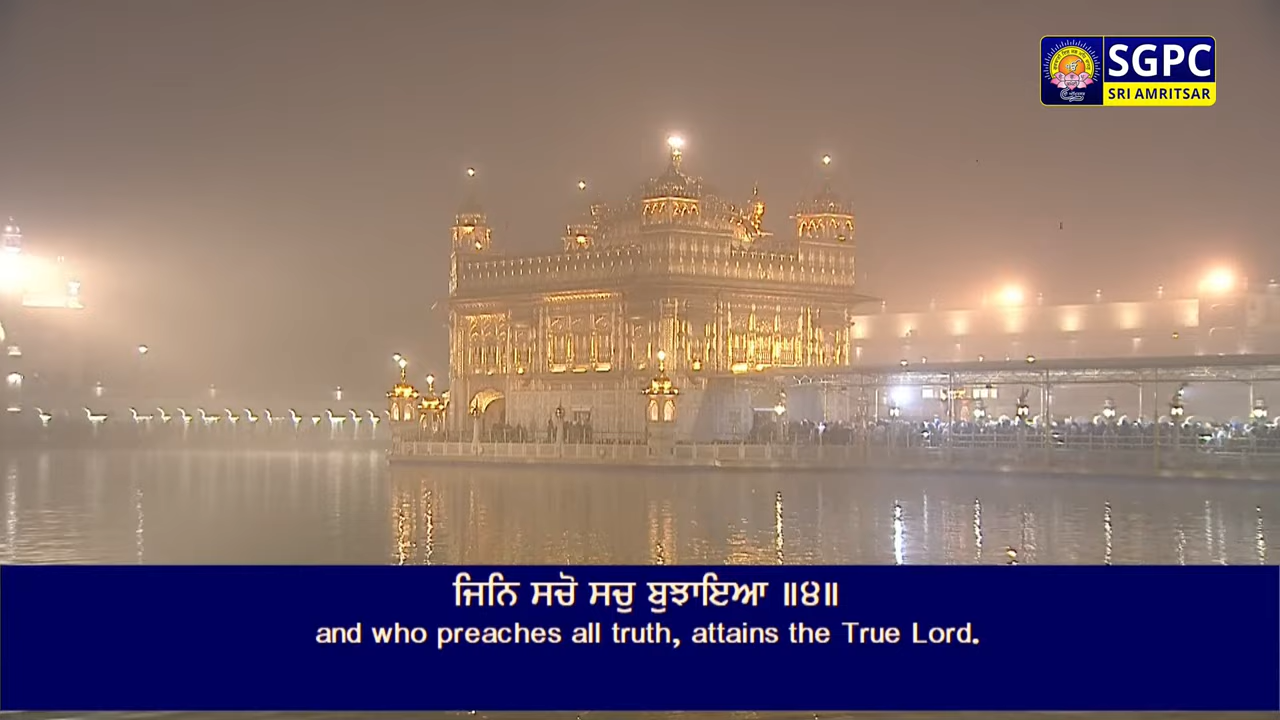 SGPC
SRI AMRITSAR
ਜਿਨਿ ਸਚੋ ਸਚੁ ਬੁਝਾਇਆ ॥੪॥
and who preaches all truth, attains the True Lord.